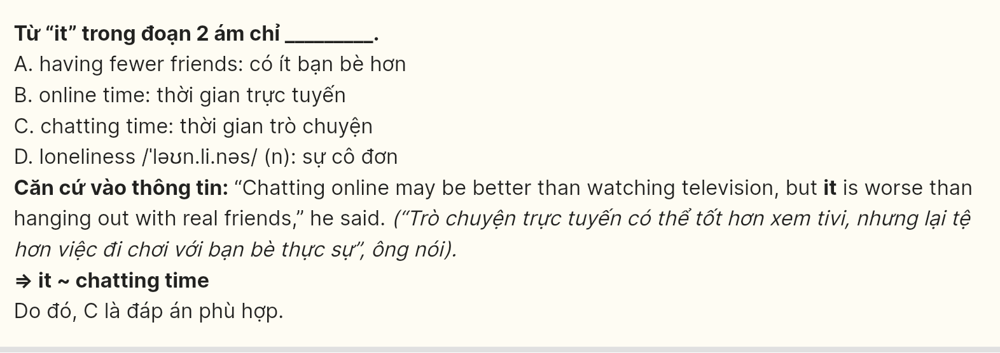 Từ “it” trong đoạn 2 ám chỉ _________.
A. having fewer friends: có ít bạn bè hơn
B. online time: thời gian trực tuyến
C. chatting time: thời gian trò chuyện
D. loneliness /ˈləʊn.li.nəs/ (n): sự cô đơn
Căn cứ vào thông tin: “Chatting online may be better than watching television, but it is worse than
hanging out with real friends,” he said. (“Trò chuyện trực tuyến có thể tốt hơn xem tivi, nhưng lại tệ
hơn việc đi chơi với bạn bè thực sự”, ông nói).
⇒ it ~ chatting time
Do đó, C là đáp án phù hợp.